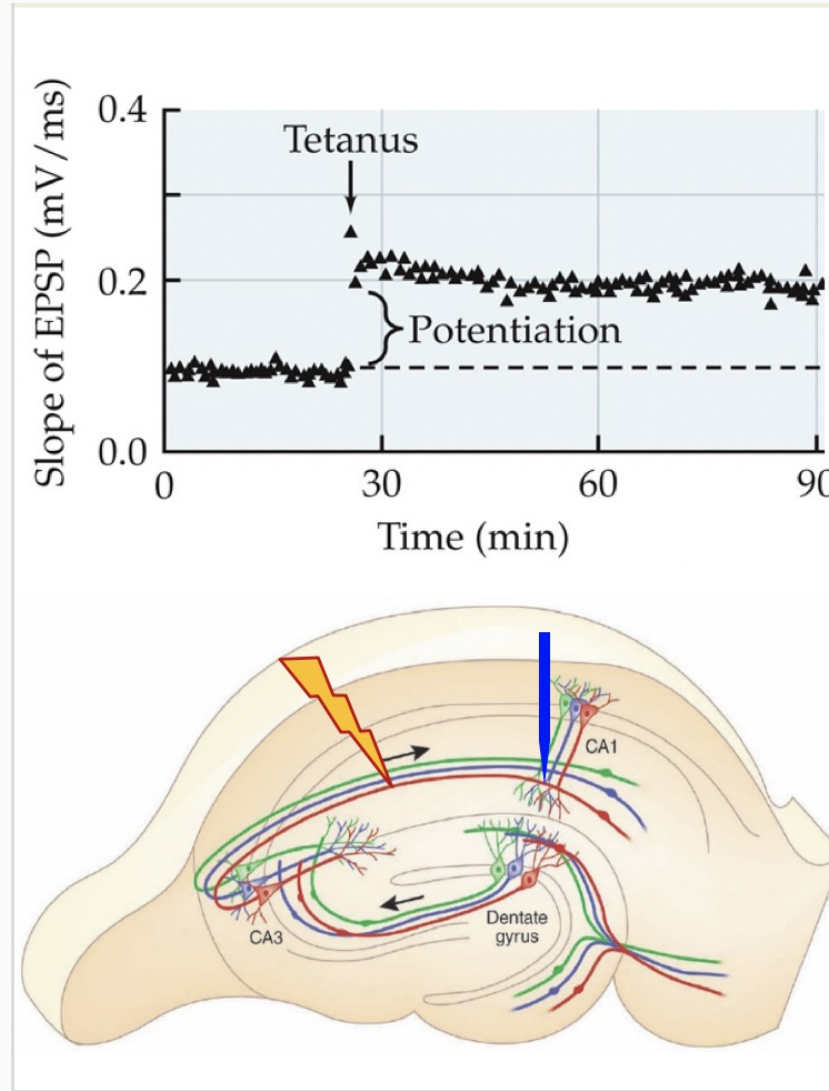 0.4
Tetanus
0.2
Potentiation
0.0
0
30
60
90
Slope of EPSP (mV/ms)
Time (min)
CA1
CA3
Dentate
gyrus